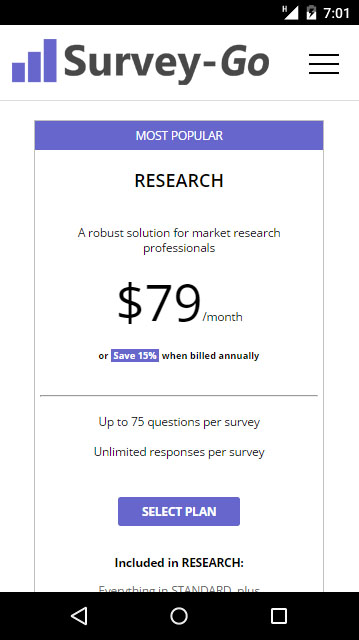 H
7:01
Survey-Go
MOST POPULAR
RESEARCH
A robust solution for market research
professionals
$79/month
or Save 15% when billed annually
Up to 75 questions per survey
Unlimited responses per survey
SELECT PLAN
Included in RESEARCH:
Everything in STANDARD, plus